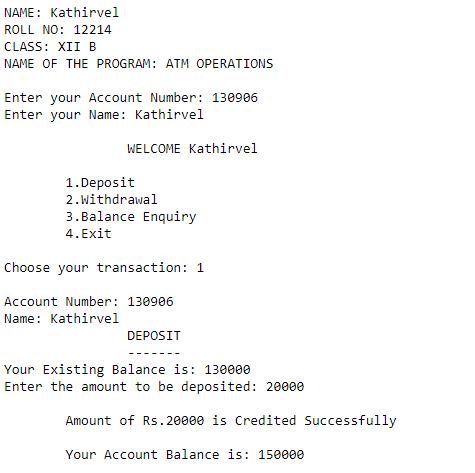 NAME: Kathirvel
ROLL NO: 12214
CLASS: XII B
NAME OF THE PROGRAM: ATM OPERATIONS
Enter your Account Number: 130906
Enter your Name: Kathirvel
WELCOME Kathirvel
1.Deposit
2.Withdrawal
3.Balance Enquiry
4.Exit
Choose your transaction: 1
Account Number: 130906
Name: Kathirvel
DEPOSIT
-------
Your Existing Balance is: 130000
Enter the amount to be deposited: 20000
Amount of Rs.20000 is Credited Successfully
Your Account Balance is: 150000